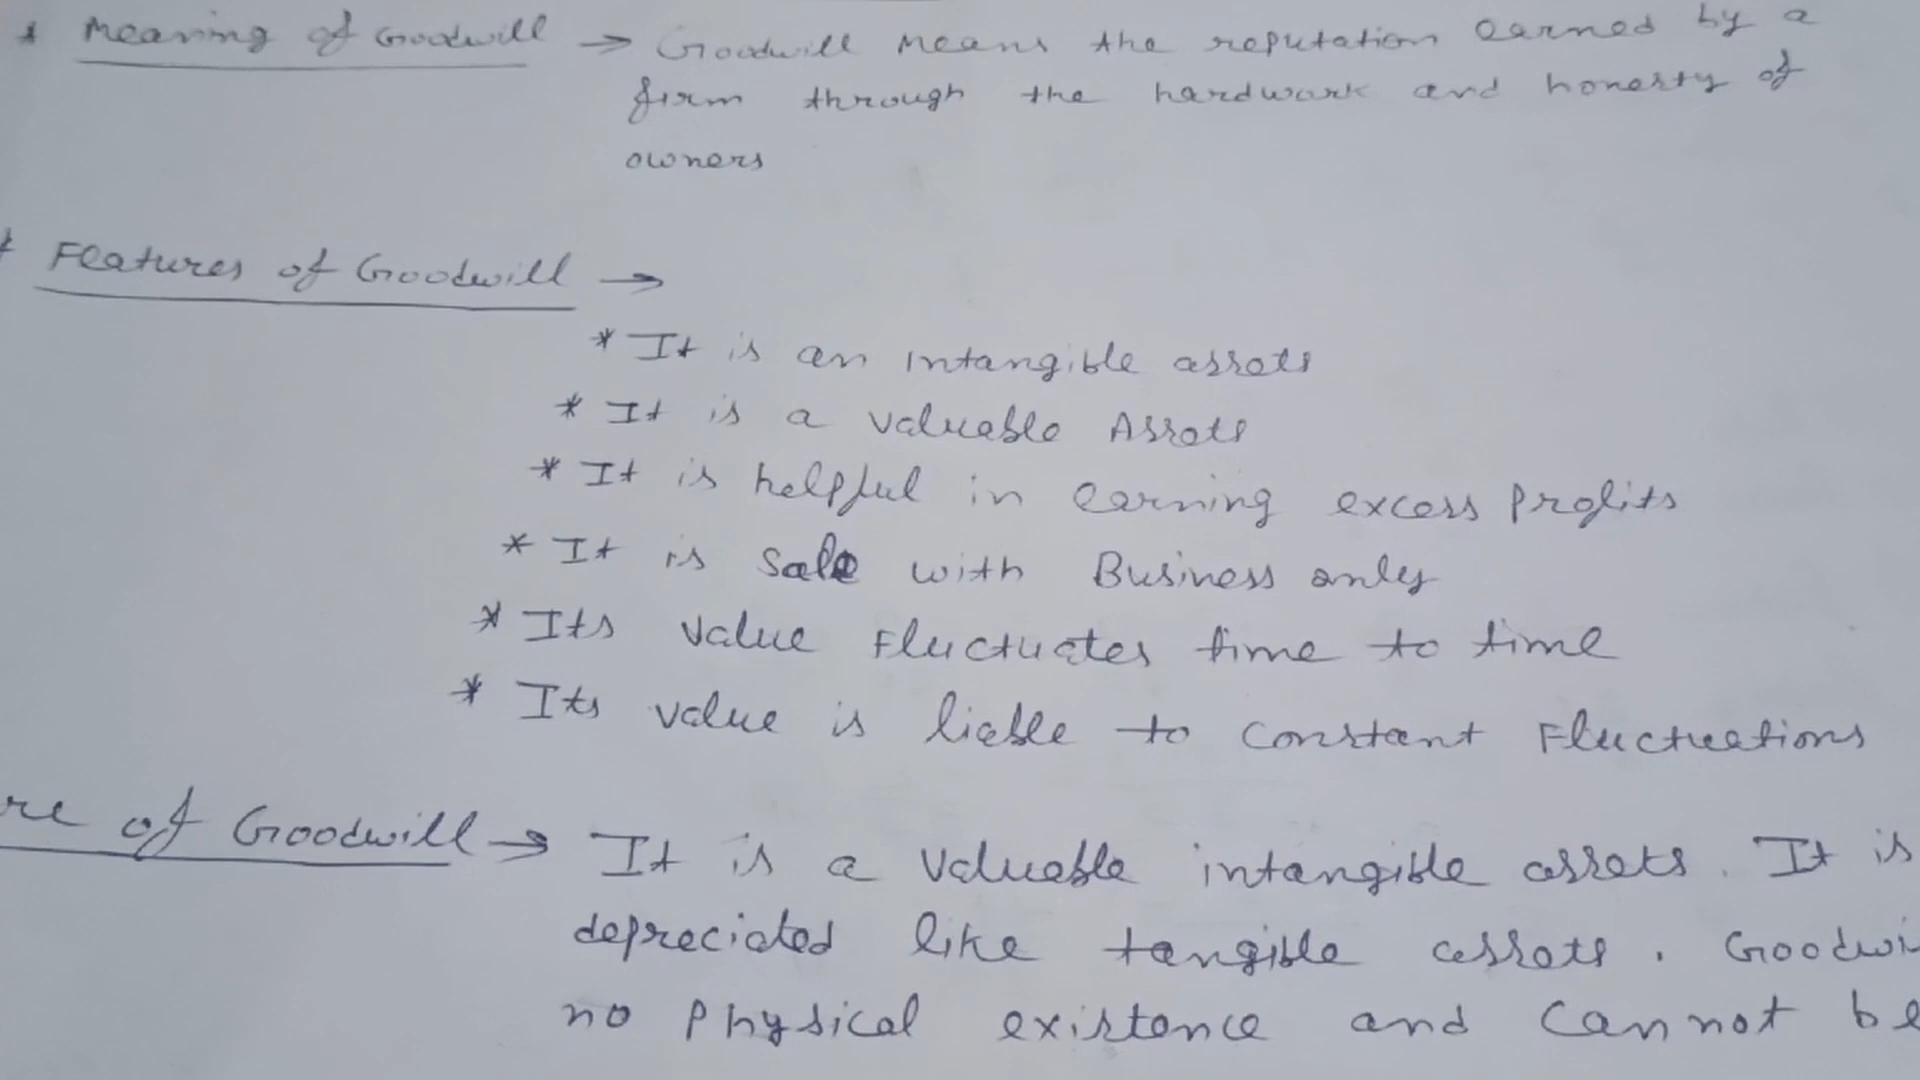 * Meaning of Goodwill → Goodwill Means the reputation earned by a
firm through the hardwark and honesty of
owners
* Features of Goodwill →
* It is an Intangible assets
* It is a valuable Assets
* It is helpful in earning excess Profits
* It is Sale with Business only
* Its value Fluctuates time to time
* Its value is liable to Constant Fluctuations
re of Goodwill → It is a Valuable intangible assets. It is
depreciated like tangible assets. Goodwi
no Physical existence and Cannot be